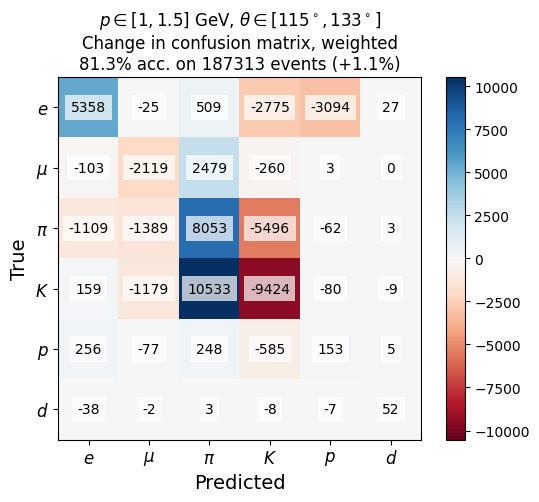 p ∈ [1, 1.5] GeV, θ ∈ [115°, 133°]
Change in confusion matrix, weighted
81.3% acc. on 187313 events (+1.1%)
e 5358 -25 509 -2775 -3094 27
μ -103 -2119 2479 -260 3 0
π -1109 -1389 8053 -5496 -62 3
K 159 -1179 10533 -9424 -80 -9
p 256 -77 248 -585 153 5
d -38 -2 3 -8 -7 52
e μ π K p d
True
Predicted
10000
7500
5000
2500
0
−2500
−5000
−7500
−10000